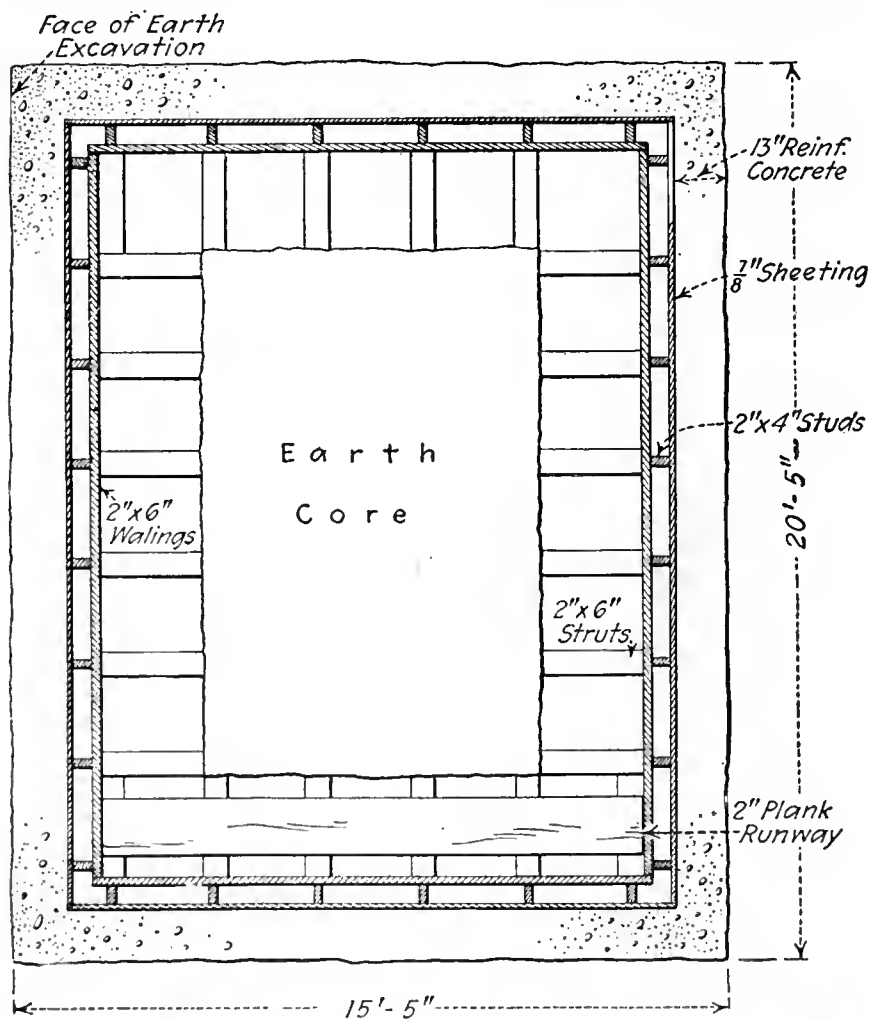 Face of Earth
Excavation
13" Reinf.
Concrete
7/8" Sheeting
2"x4" Studs
20'-5"
Earth
Core
2"x6"
Walings
2"x6"
Struts
2" Plank
Runway
15'-5"